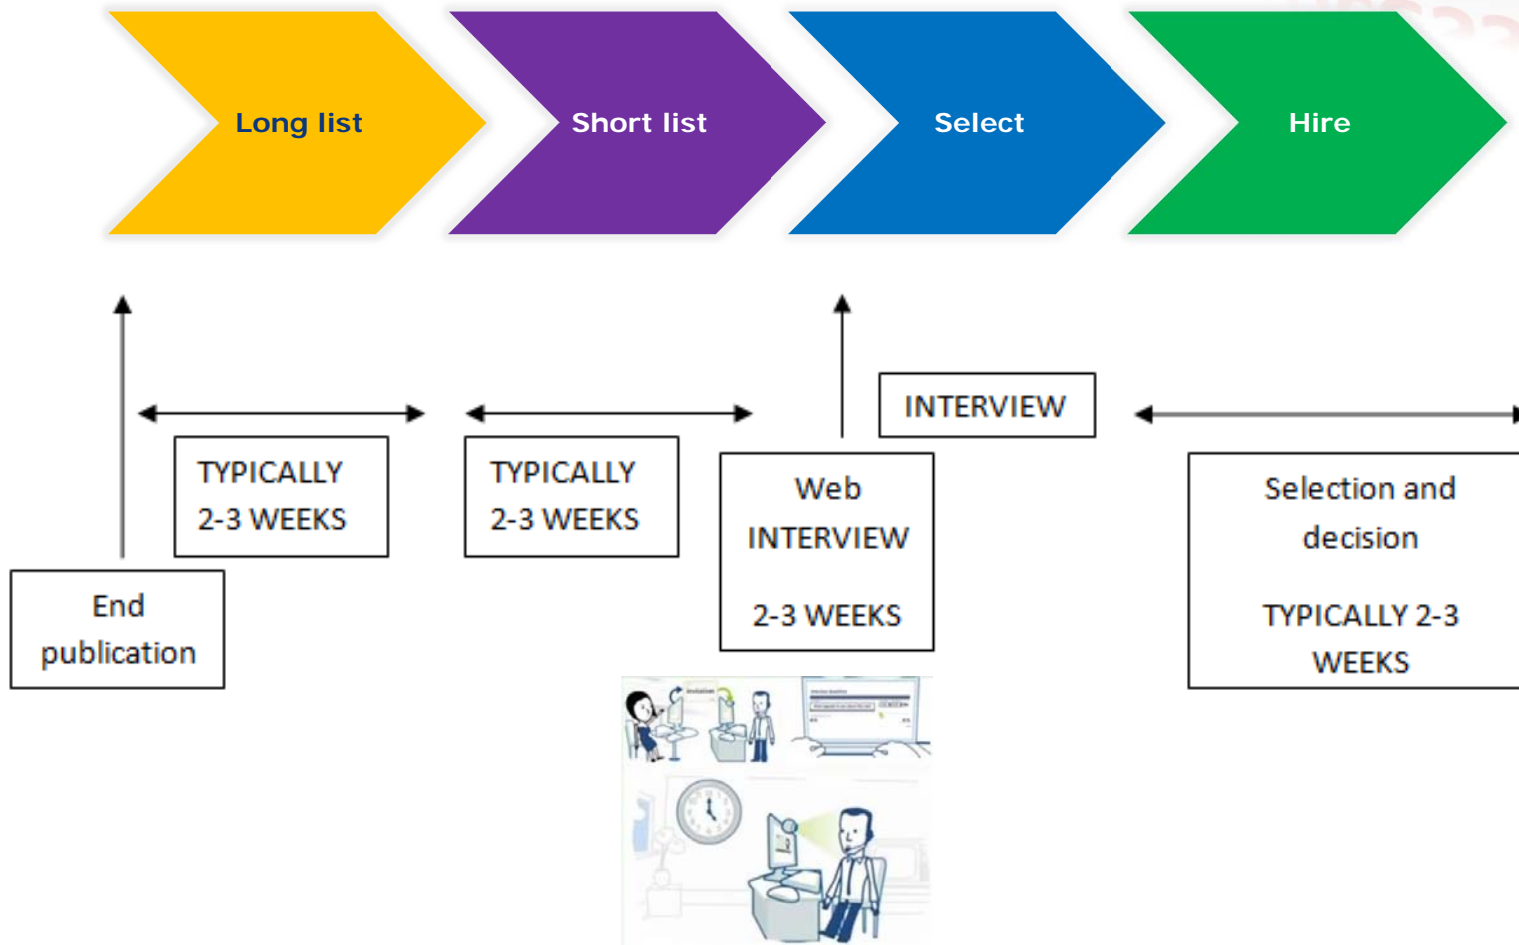 Long list
Short list
Select
Hire
INTERVIEW
TYPICALLY
2-3 WEEKS
TYPICALLY
2-3 WEEKS
Web
INTERVIEW
2-3 WEEKS
Selection and
decision
TYPICALLY 2-3
WEEKS
End
publication